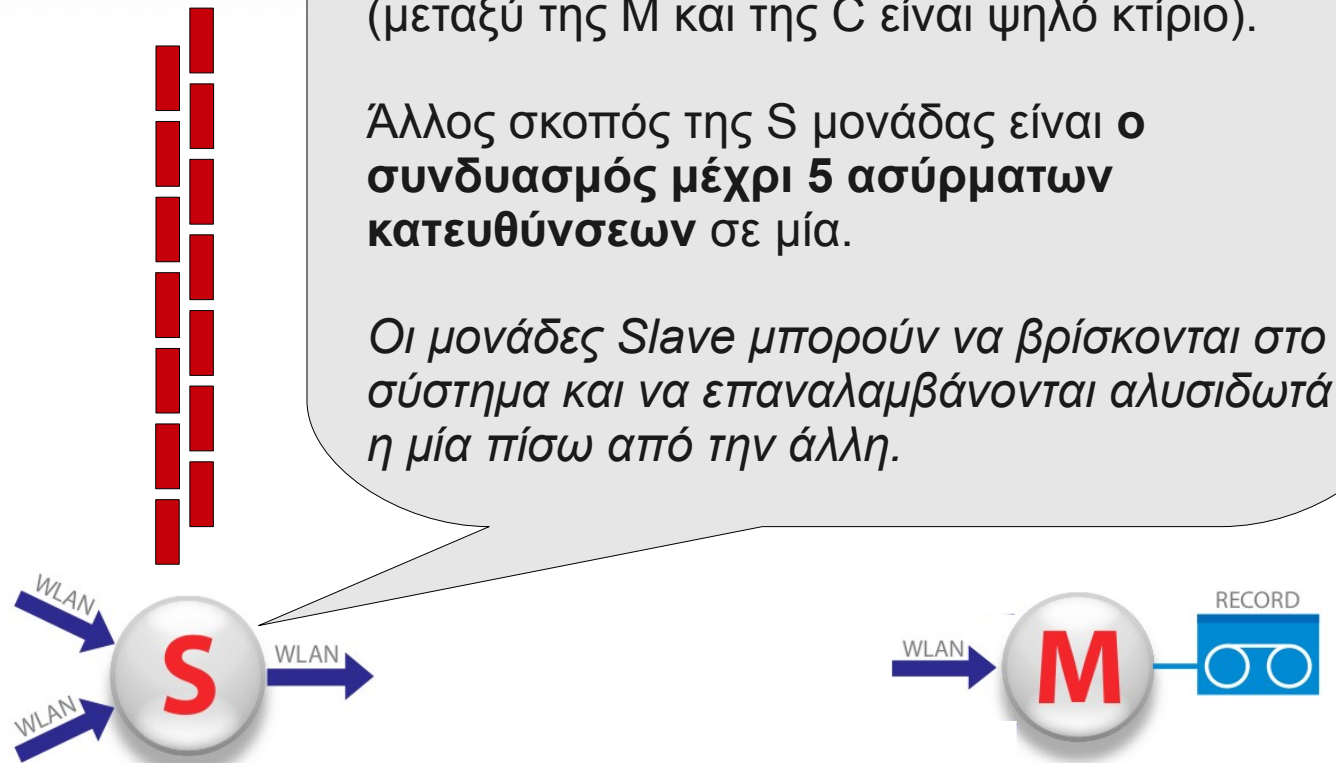 (μεταξύ της M και της C είναι ψηλό κτίριο).
Άλλος σκοπός της S μονάδας είναι ο
συνδυασμός μέχρι 5 ασύρματων
κατευθύνσεων σε μία.
Οι μονάδες Slave μπορούν να βρίσκονται στο
σύστημα και να επαναλαμβάνονται αλυσιδωτά
η μία πίσω από την άλλη.
WLAN
S
WLAN
WLAN
WLAN
M
RECORD